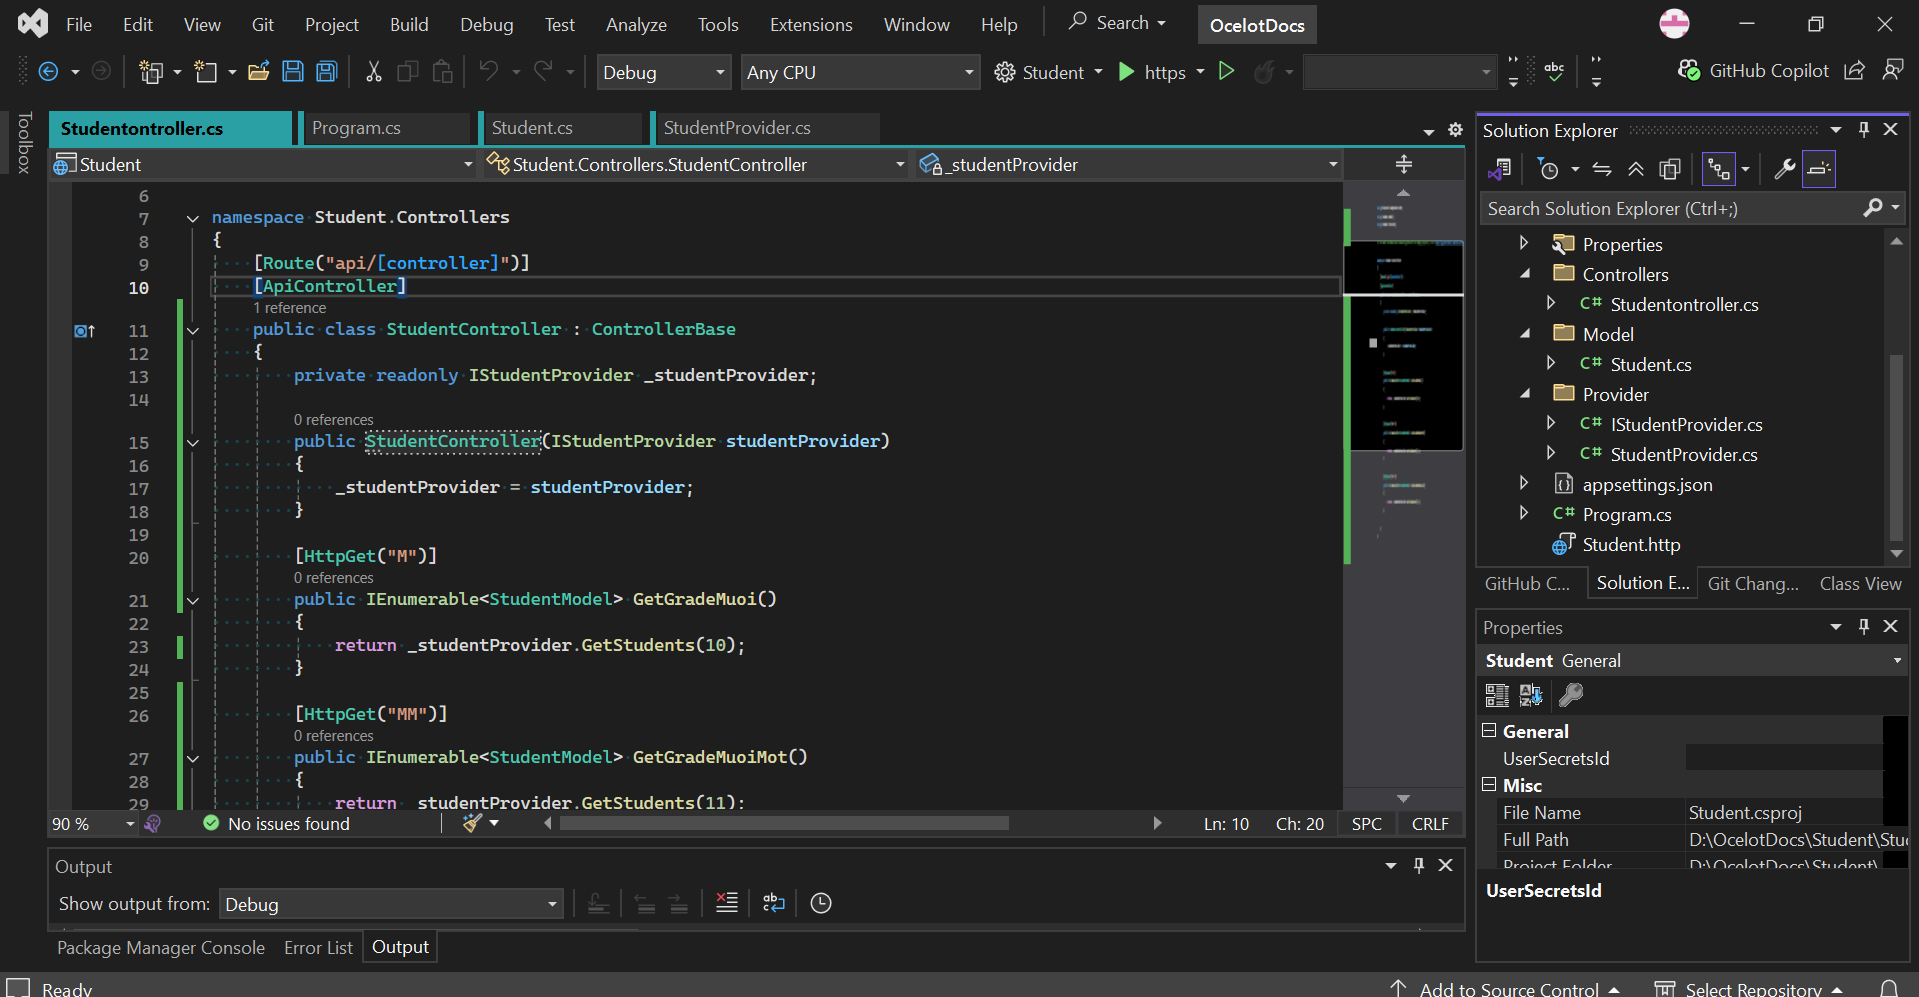 File Edit View Git Project Build Debug Test Analyze Tools Extensions Window Help Search OcelotDocs
Debug Any CPU Student https abc GitHub Copilot
Toolbox
Studentontroller.cs Program.cs Student.cs StudentProvider.cs
Student Student.Controllers.StudentController _studentProvider
6
7 namespace Student.Controllers
8 {
9 [Route("api/[controller]")]
10 [ApiController]
1 reference
11 public class StudentController : ControllerBase
12 {
13 private readonly IStudentProvider _studentProvider;
14
0 references
15 public StudentController(IStudentProvider studentProvider)
16 {
17 _studentProvider = studentProvider;
18 }
19
20 [HttpGet("M")]
0 references
21 public IEnumerable<StudentModel> GetGradeMuoi()
22 {
23 return _studentProvider.GetStudents(10);
24 }
25
26 [HttpGet("MM")]
0 references
27 public IEnumerable<StudentModel> GetGradeMuoiMot()
28 {
29 return _studentProvider.GetStudents(11);
90 % No issues found Ln: 10 Ch: 20 SPC CRLF
Output
Show output from: Debug
Package Manager Console Error List Output
Solution Explorer
Search Solution Explorer (Ctrl+;)
Properties
Controllers
C# Studentontroller.cs
Model
C# Student.cs
Provider
C# IStudentProvider.cs
C# StudentProvider.cs
appsettings.json
C# Program.cs
Student.http
GitHub C... Solution E... Git Chang... Class View
Properties
Student General
General
UserSecretsId
Misc
File Name Student.csproj
Full Path D:\OcelotDocs\Student\Stu
Project Folder D:\OcelotDocs\Student\
UserSecretsId
Ready Add to Source Control Select Repository